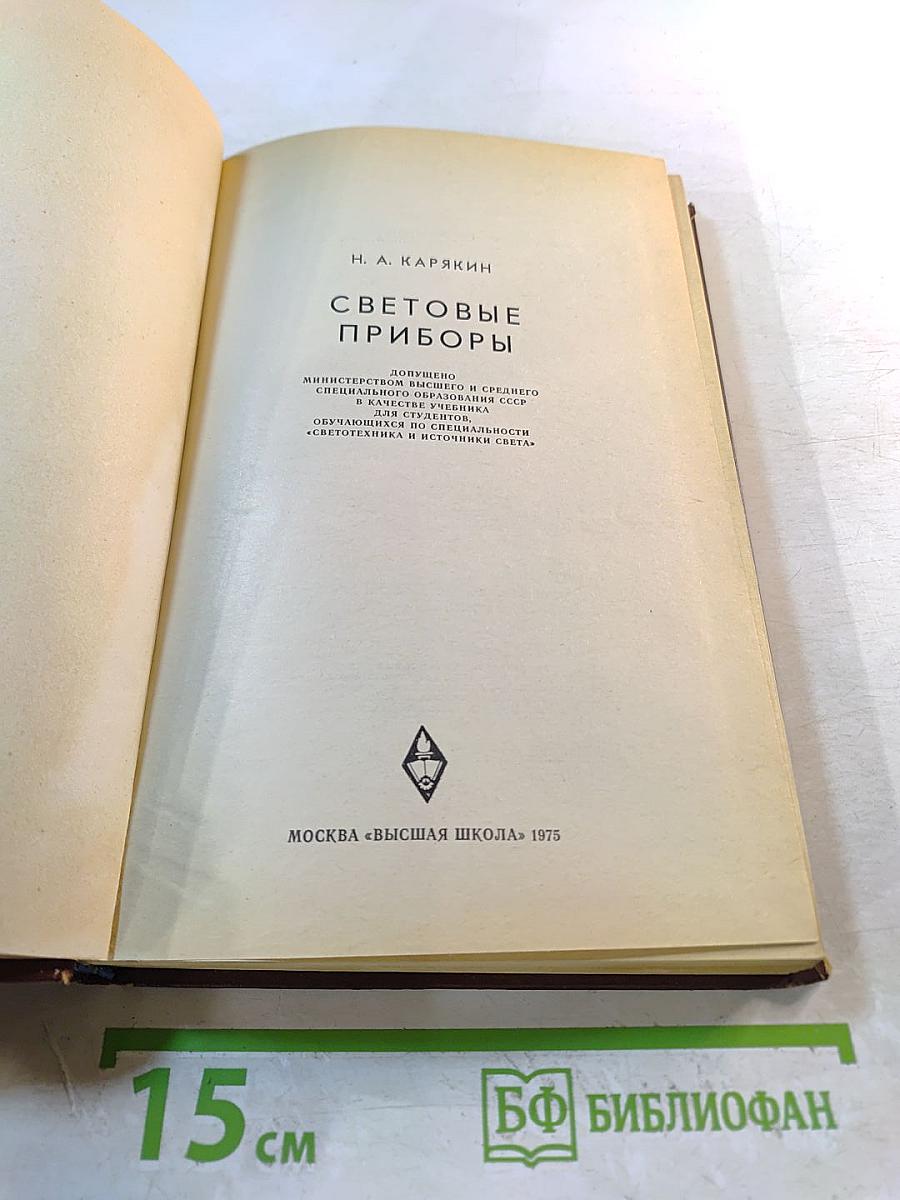 Н. А. КАРЯКИН
СВЕТОВЫЕ
ПРИБОРЫ
ДОПУЩЕНО
МИНИСТЕРСТВОМ ВЫСШЕГО И СРЕДНЕГО
СПЕЦИАЛЬНОГО ОБРАЗОВАНИЯ СССР
В КАЧЕСТВЕ УЧЕБНИКА
ДЛЯ СТУДЕНТОВ,
ОБУЧАЮЩИХСЯ ПО СПЕЦИАЛЬНОСТИ
«СВЕТОТЕХНИКА И ИСТОЧНИКИ СВЕТА»
МОСКВА «ВЫСШАЯ ШКОЛА» 1975
15 см
БФ БИБЛИОФАН